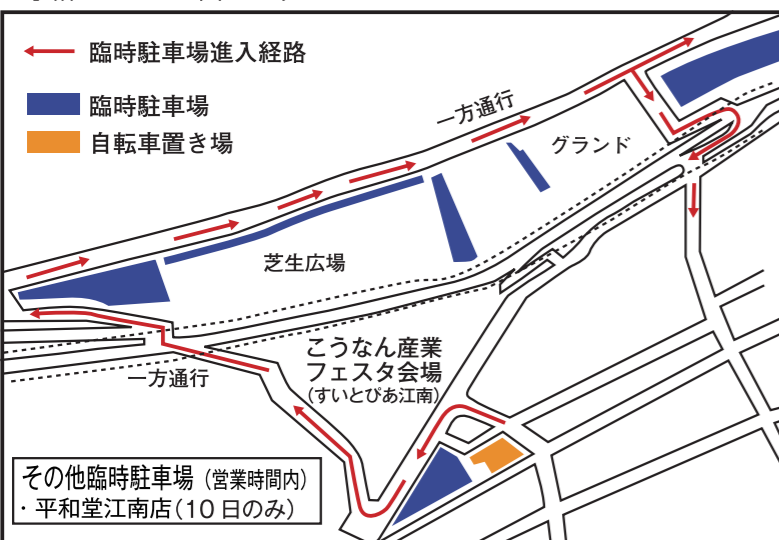 臨時駐車場進入経路
臨時駐車場
自転車置き場
一方通行
グランド
芝生広場
こうなん産業
フェスタ会場
(すいとぴあ江南)
一方通行
その他臨時駐車場(営業時間内)
・平和堂江南店(10日のみ)